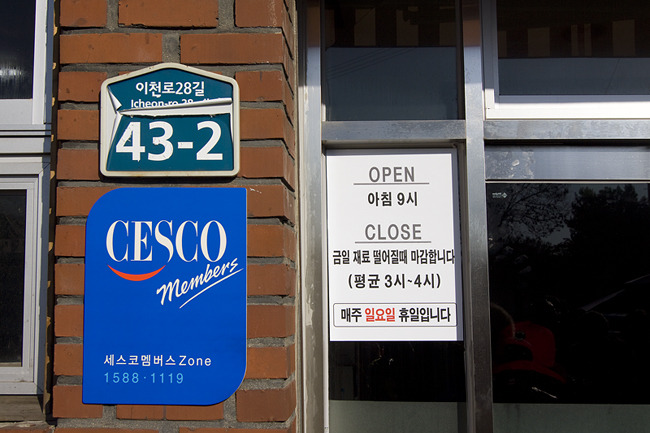 이천로28길
Icheon-ro 28
43-2
CESCO
Members
세스코멤버스Zone
1588·1119
OPEN
아침 9시
CLOSE
금일 재료 떨어질때 마감합니다
(평균 3시~4시)
매주 일요일 휴일입니다